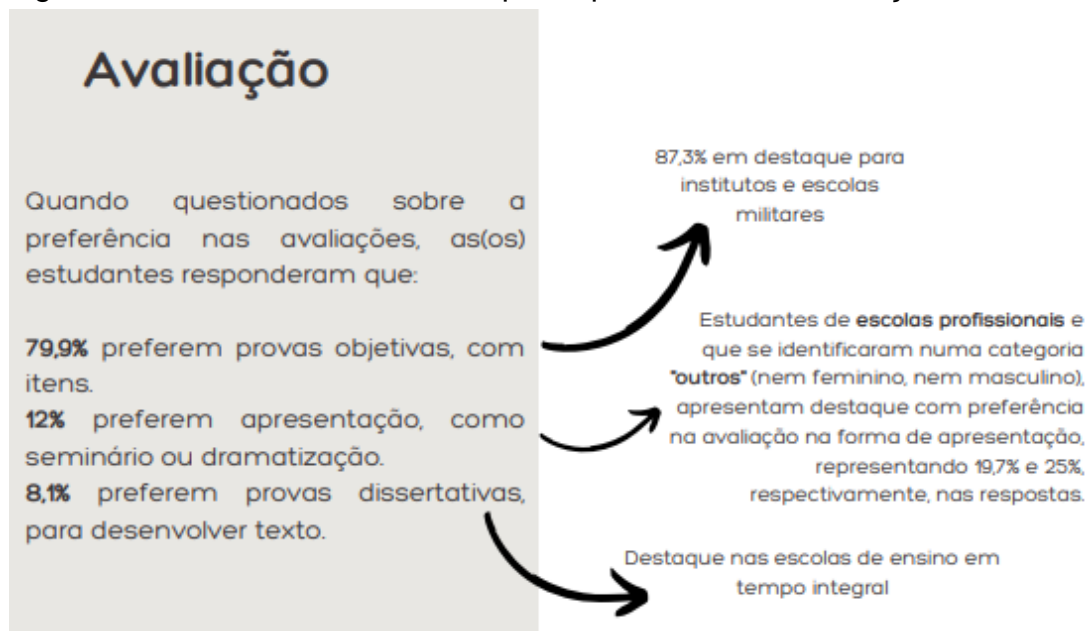 Avaliação
Quando questionados sobre a
preferência nas avaliações, as(os)
estudantes responderam que:
79,9% preferem provas objetivas, com
itens.
12% preferem apresentação, como
seminário ou dramatização.
8,1% preferem provas dissertativas,
para desenvolver texto.
87,3% em destaque para
institutos e escolas
militares
Estudantes de escolas profissionais e
que se identificaram numa categoria
"outros" (nem feminino, nem masculino),
apresentam destaque com preferência
na avaliação na forma de apresentação,
representando 19,7% e 25%,
respectivamente, nas respostas.
Destaque nas escolas de ensino em
tempo integral